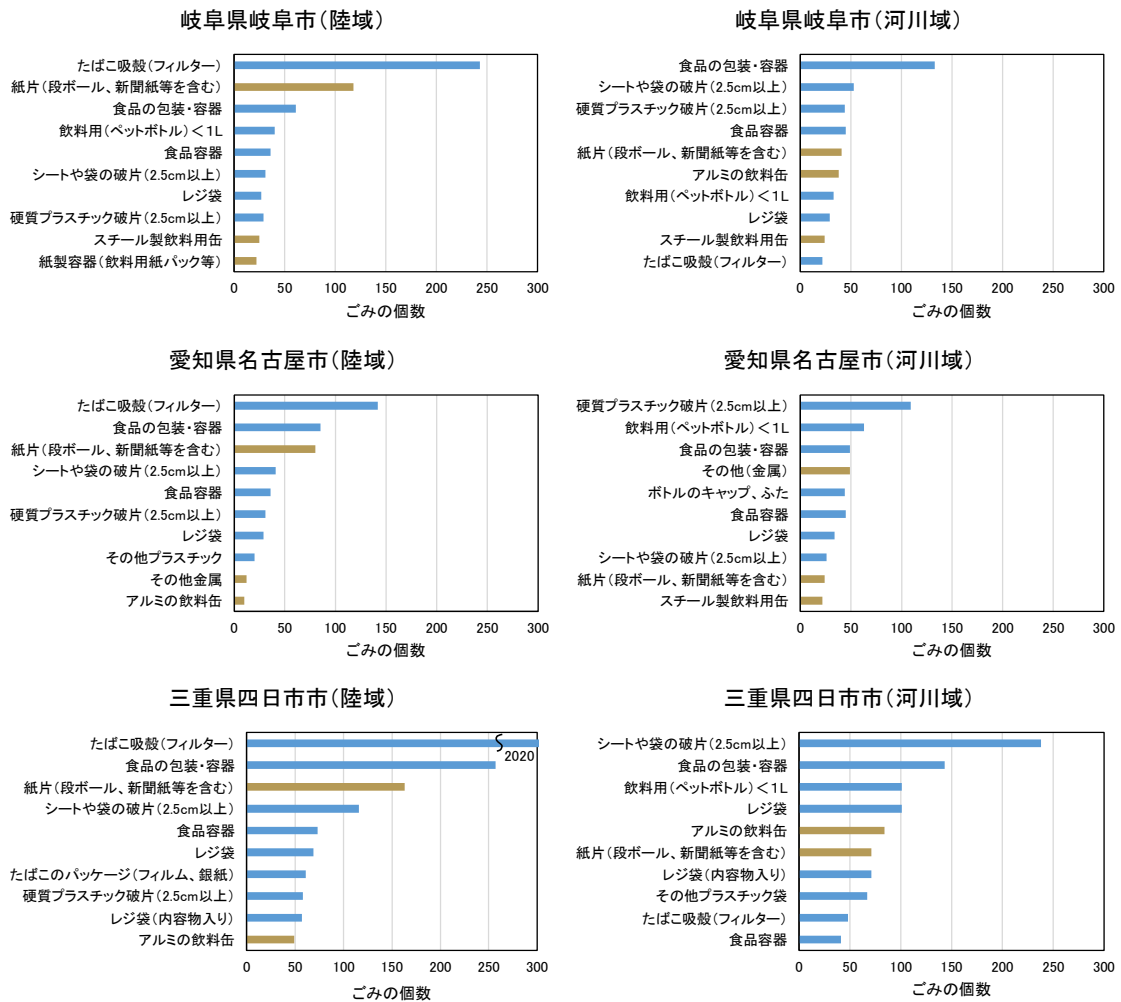 岐阜県岐阜市(陸域)
たばこ吸殻(フィルター)
紙片(段ボール、新聞紙等を含む)
食品の包装・容器
飲料用(ペットボトル)<1L
食品容器
シートや袋の破片(2.5cm以上)
レジ袋
硬質プラスチック破片(2.5cm以上)
スチール製飲料用缶
紙製容器(飲料用紙パック等)
0 50 100 150 200 250 300
ごみの個数
岐阜県岐阜市(河川域)
食品の包装・容器
シートや袋の破片(2.5cm以上)
硬質プラスチック破片(2.5cm以上)
食品容器
紙片(段ボール、新聞紙等を含む)
アルミの飲料缶
飲料用(ペットボトル)<1L
レジ袋
スチール製飲料用缶
たばこ吸殻(フィルター)
0 50 100 150 200 250 300
ごみの個数
愛知県名古屋市(陸域)
たばこ吸殻(フィルター)
食品の包装・容器
紙片(段ボール、新聞紙等を含む)
シートや袋の破片(2.5cm以上)
食品容器
硬質プラスチック破片(2.5cm以上)
レジ袋
その他プラスチック
その他金属
アルミの飲料缶
0 50 100 150 200 250 300
ごみの個数
愛知県名古屋市(河川域)
硬質プラスチック破片(2.5cm以上)
飲料用(ペットボトル)<1L
食品の包装・容器
その他(金属)
ボトルのキャップ、ふた
食品容器
レジ袋
シートや袋の破片(2.5cm以上)
紙片(段ボール、新聞紙等を含む)
スチール製飲料用缶
0 50 100 150 200 250 300
ごみの個数
三重県四日市市(陸域)
たばこ吸殻(フィルター)
2020
食品の包装・容器
紙片(段ボール、新聞紙等を含む)
シートや袋の破片(2.5cm以上)
食品容器
レジ袋
たばこのパッケージ(フィルム、銀紙)
硬質プラスチック破片(2.5cm以上)
レジ袋(内容物入り)
アルミの飲料缶
0 50 100 150 200 250 300
ごみの個数
三重県四日市市(河川域)
シートや袋の破片(2.5cm以上)
食品の包装・容器
飲料用(ペットボトル)<1L
レジ袋
アルミの飲料缶
紙片(段ボール、新聞紙等を含む)
レジ袋(内容物入り)
その他プラスチック袋
たばこ吸殻(フィルター)
食品容器
0 50 100 150 200 250 300
ごみの個数